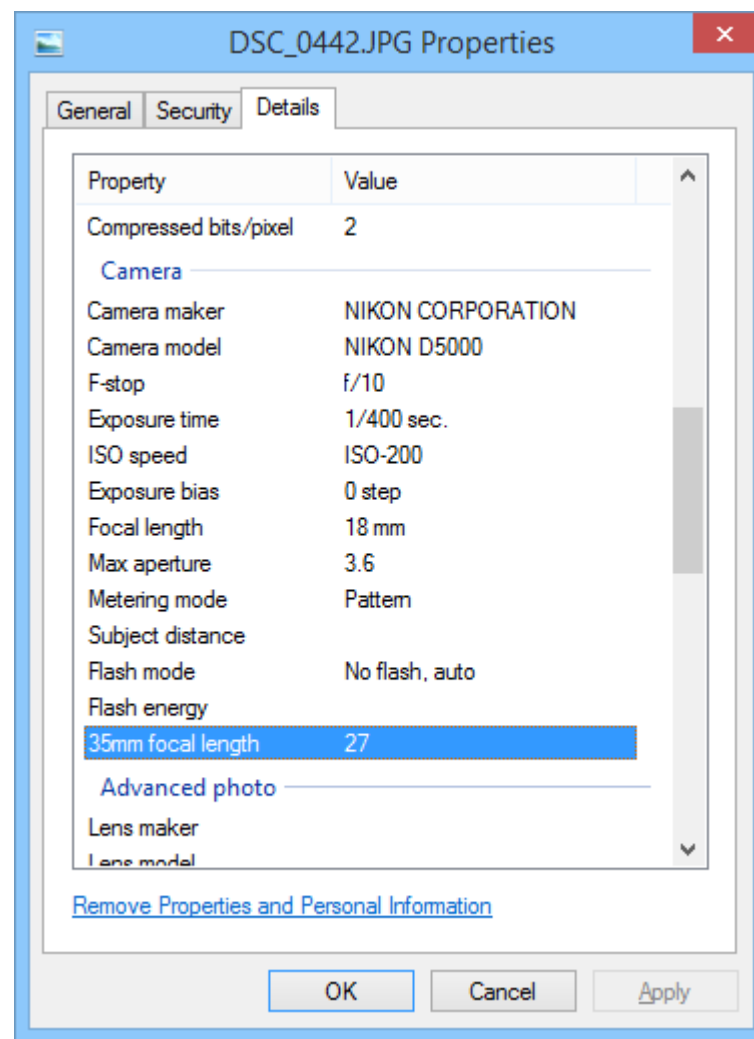 DSC_0442.JPG Properties
General Security Details
Property Value
Compressed bits/pixel 2
Camera
Camera maker NIKON CORPORATION
Camera model NIKON D5000
F-stop f/10
Exposure time 1/400 sec.
ISO speed ISO-200
Exposure bias 0 step
Focal length 18 mm
Max aperture 3.6
Metering mode Pattern
Subject distance
Flash mode No flash, auto
Flash energy
35mm focal length 27
Advanced photo
Lens maker
Lens model
Remove Properties and Personal Information
OK Cancel Apply